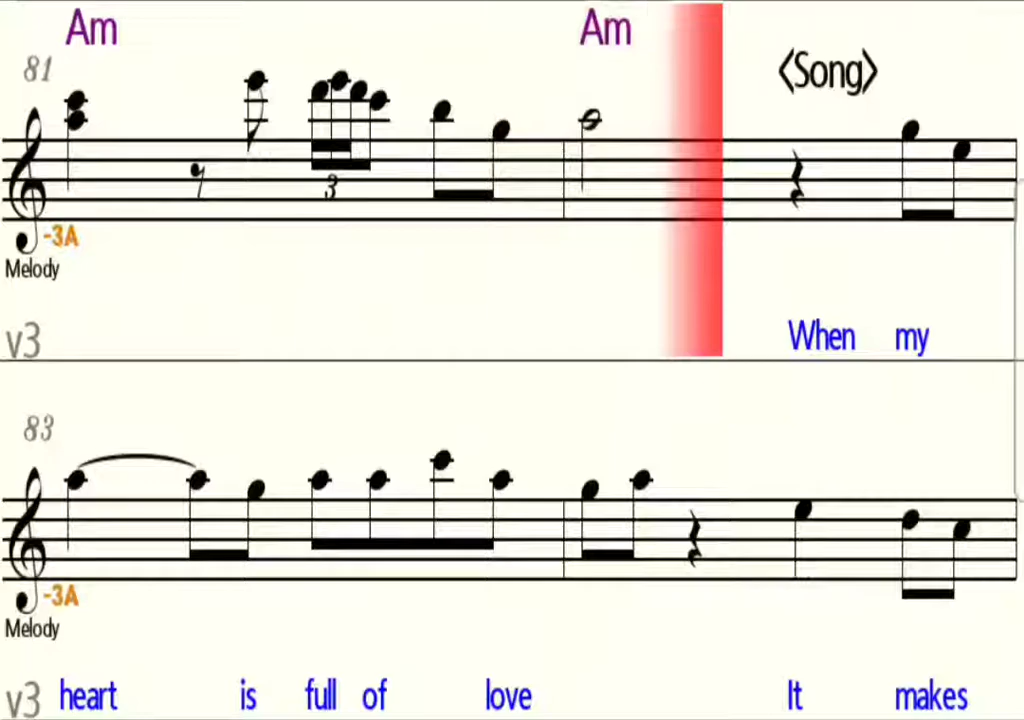 Am Am
81 <Song>
3
-3A
Melody
v3 When my
83
-3A
Melody
v3 heart is full of love It makes